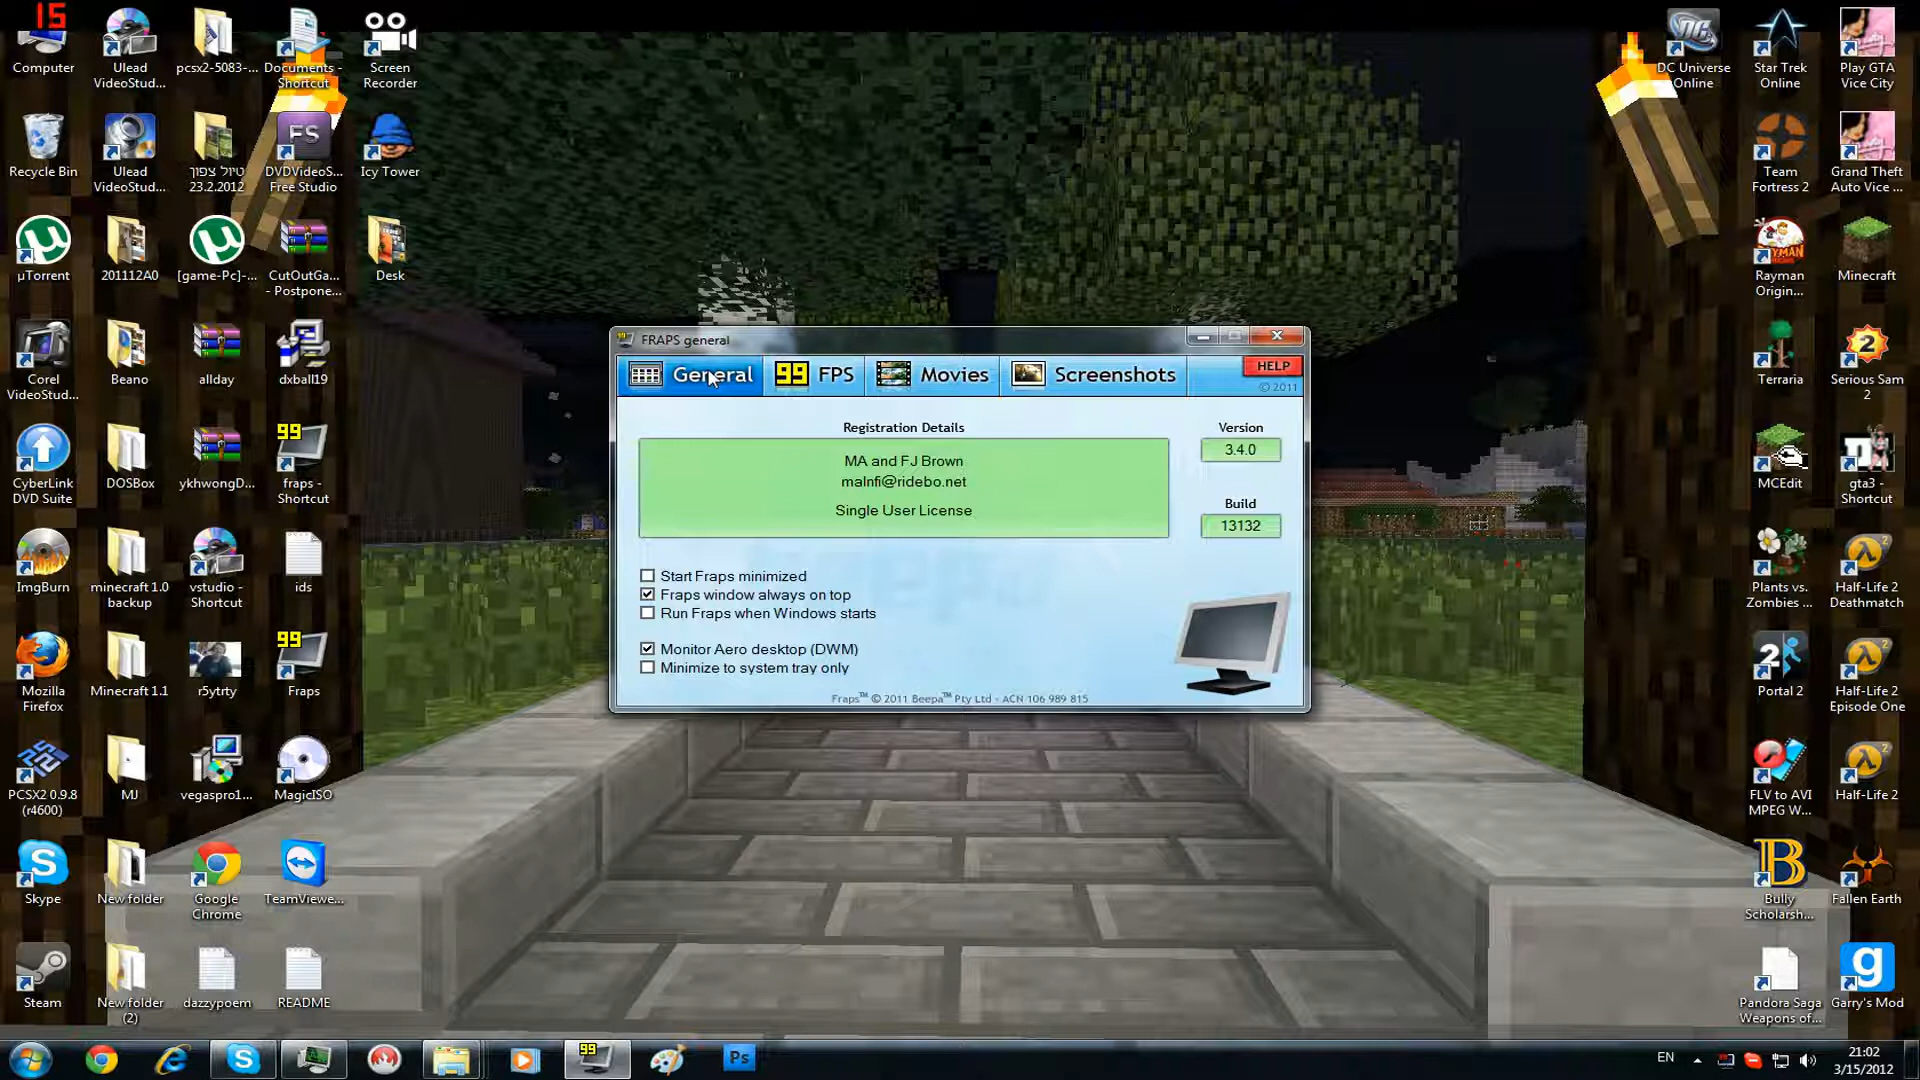 15
Computer
Ulead
VideoStud...
pcsx2-5083-...
Documents -
Shortcut
Screen
Recorder
DC Universe
Online
Star Trek
Online
Play GTA
Vice City
Recycle Bin
Ulead
VideoStud...
טיול צפון
23.2.2012
FS
DVDVideoS...
Free Studio
Icy Tower
Team
Fortress 2
Grand Theft
Auto Vice ...
µTorrent
201112A0
[game-Pc]-...
CutOutGa...
- Postpone...
Desk
Rayman
Origin...
Minecraft
Corel
VideoStud...
Beano
allday
dxball19
Terraria
Serious Sam
2
CyberLink
DVD Suite
DOSBox
ykhwongD...
99
fraps -
Shortcut
MCEdit
gta3 -
Shortcut
ImgBurn
minecraft 1.0
backup
vstudio -
Shortcut
ids
Plants vs.
Zombies ...
Half-Life 2
Deathmatch
Mozilla
Firefox
Minecraft 1.1
r5ytrty
99
Fraps
Portal 2
Half-Life 2
Episode One
PCSX2 0.9.8
(r4600)
MJ
vegaspro1...
MagicISO
FLV to AVI
MPEG W...
Half-Life 2
Skype
New folder
Google
Chrome
TeamViewe...
Bully
Scholarsh...
Fallen Earth
Steam
New folder
(2)
dazzypoem
README
Pandora Saga
Weapons of...
Garry's Mod
FRAPS general
General
99 FPS
Movies
Screenshots
HELP
© 2011
Registration Details
Version
MA and FJ Brown
malnfi@ridebo.net
Single User License
3.4.0
Build
13132
Start Fraps minimized
Fraps window always on top
Run Fraps when Windows starts
Monitor Aero desktop (DWM)
Minimize to system tray only
Fraps™ © 2011 Beepa™ Pty Ltd - ACN 106 989 815
99
Ps
EN
21:02
3/15/2012